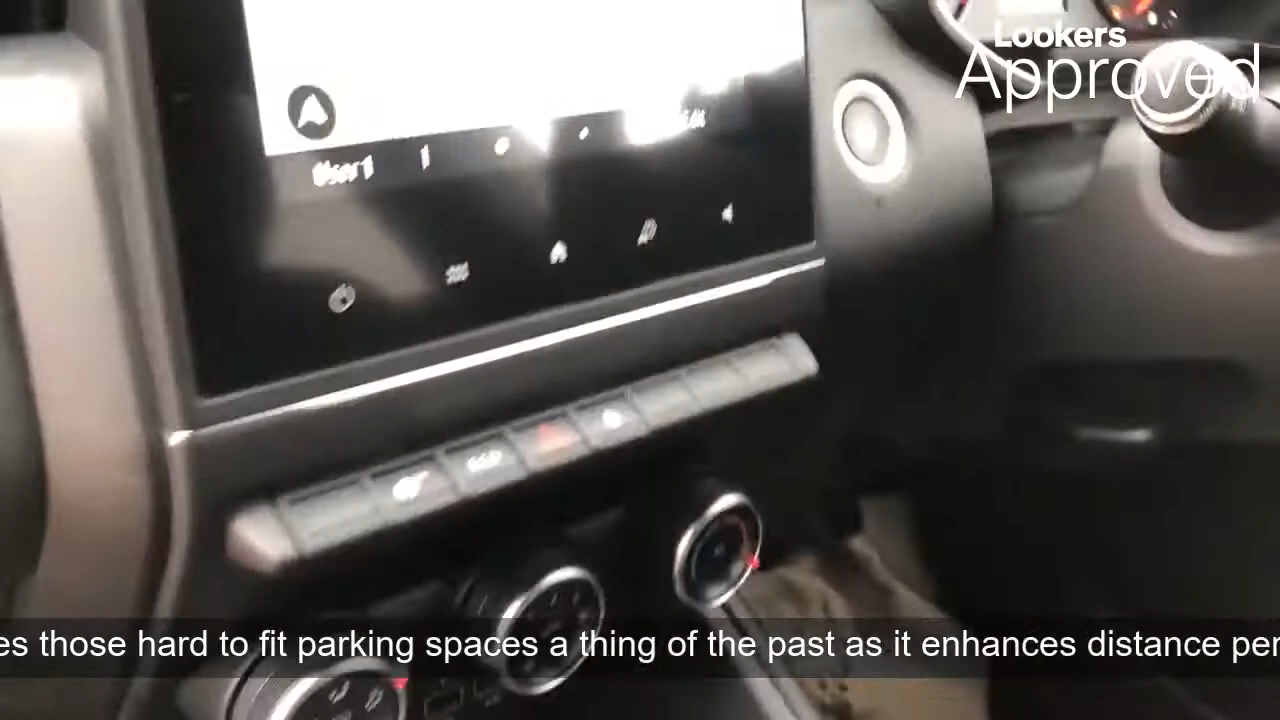 Lookers
Approved
User1
es those hard to fit parking spaces a thing of the past as it enhances distance per